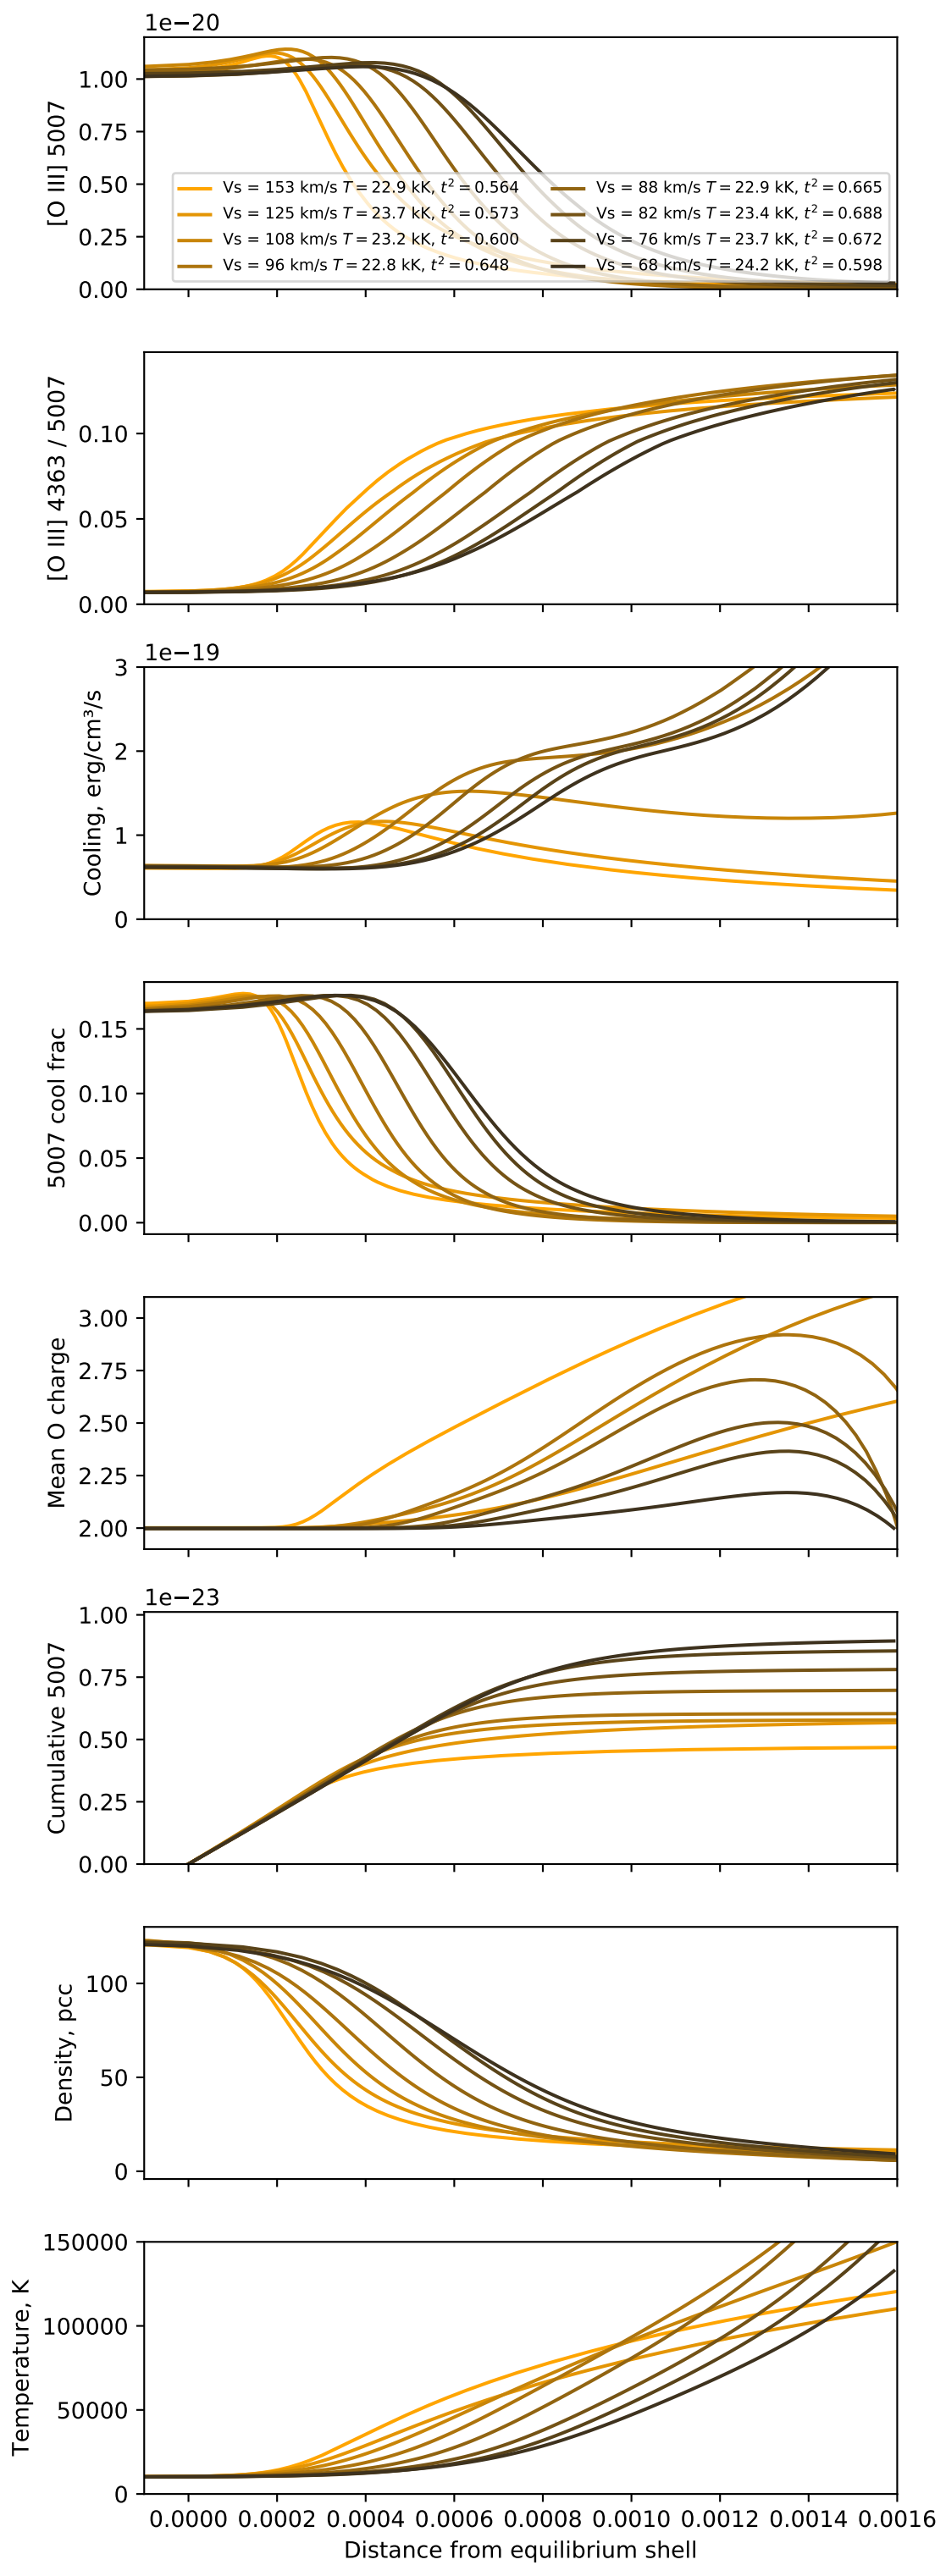 1e−20
[O III] 5007
1.00
0.75
0.50
0.25
0.00
Vs = 153 km/s T = 22.9 kK, t² = 0.564
Vs = 125 km/s T = 23.7 kK, t² = 0.573
Vs = 108 km/s T = 23.2 kK, t² = 0.600
Vs = 96 km/s T = 22.8 kK, t² = 0.648
Vs = 88 km/s T = 22.9 kK, t² = 0.665
Vs = 82 km/s T = 23.4 kK, t² = 0.688
Vs = 76 km/s T = 23.7 kK, t² = 0.672
Vs = 68 km/s T = 24.2 kK, t² = 0.598
[O III] 4363 / 5007
0.10
0.05
0.00
1e−19
Cooling, erg/cm³/s
3
2
1
0
5007 cool frac
0.15
0.10
0.05
0.00
Mean O charge
3.00
2.75
2.50
2.25
2.00
1e−23
Cumulative 5007
1.00
0.75
0.50
0.25
0.00
Density, pcc
100
50
0
Temperature, K
150000
100000
50000
0
0.0000 0.0002 0.0004 0.0006 0.0008 0.0010 0.0012 0.0014 0.0016
Distance from equilibrium shell